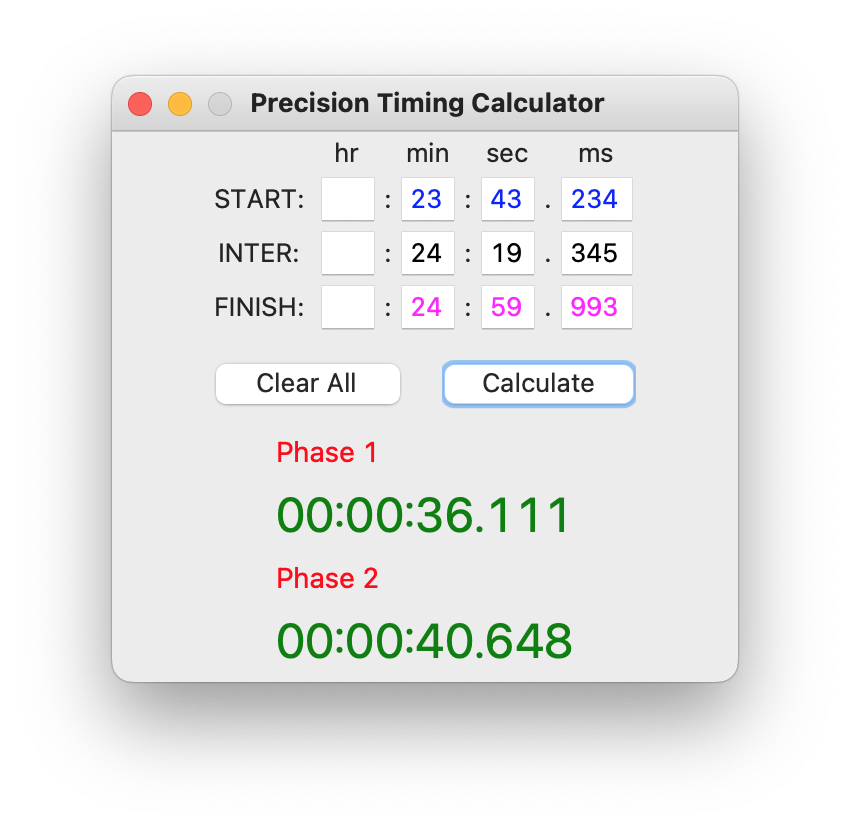 Precision Timing Calculator
hr min sec ms
START: : 23 : 43 . 234
INTER: : 24 : 19 . 345
FINISH: : 24 : 59 . 993
Clear All Calculate
Phase 1
00:00:36.111
Phase 2
00:00:40.648